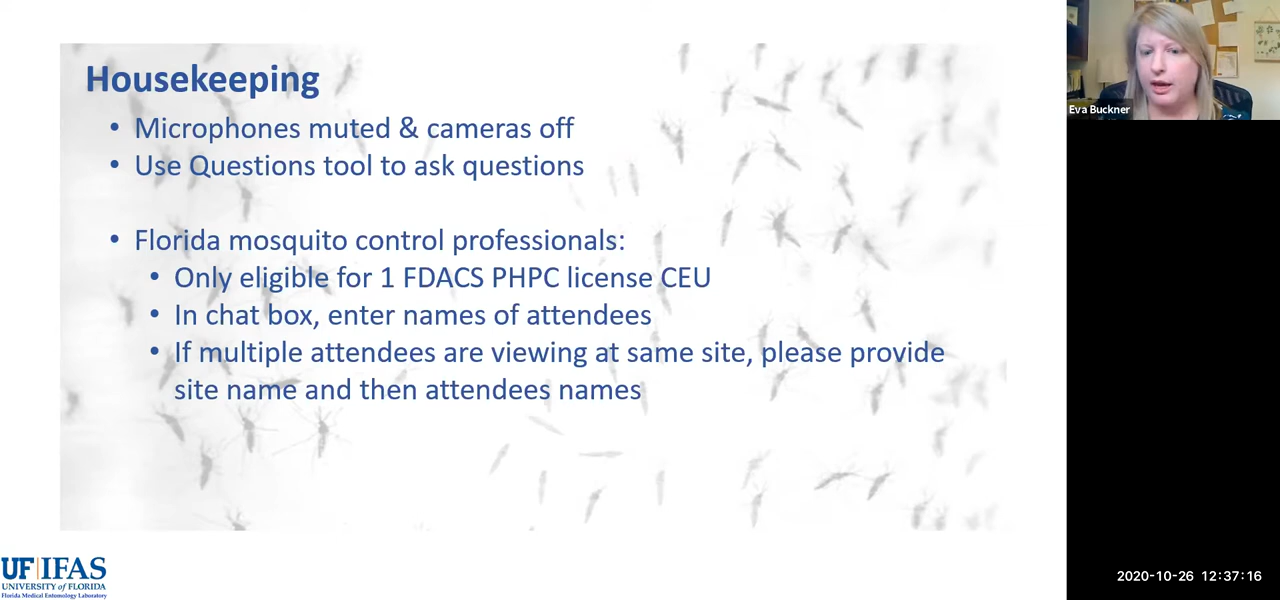 Housekeeping
• Microphones muted & cameras off
• Use Questions tool to ask questions
• Florida mosquito control professionals:
• Only eligible for 1 FDACS PHPC license CEU
• In chat box, enter names of attendees
• If multiple attendees are viewing at same site, please provide
site name and then attendees names
Eva Buckner
UF|IFAS
UNIVERSITY of FLORIDA
Florida Medical Entomology Laboratory
2020-10-26 12:37:16